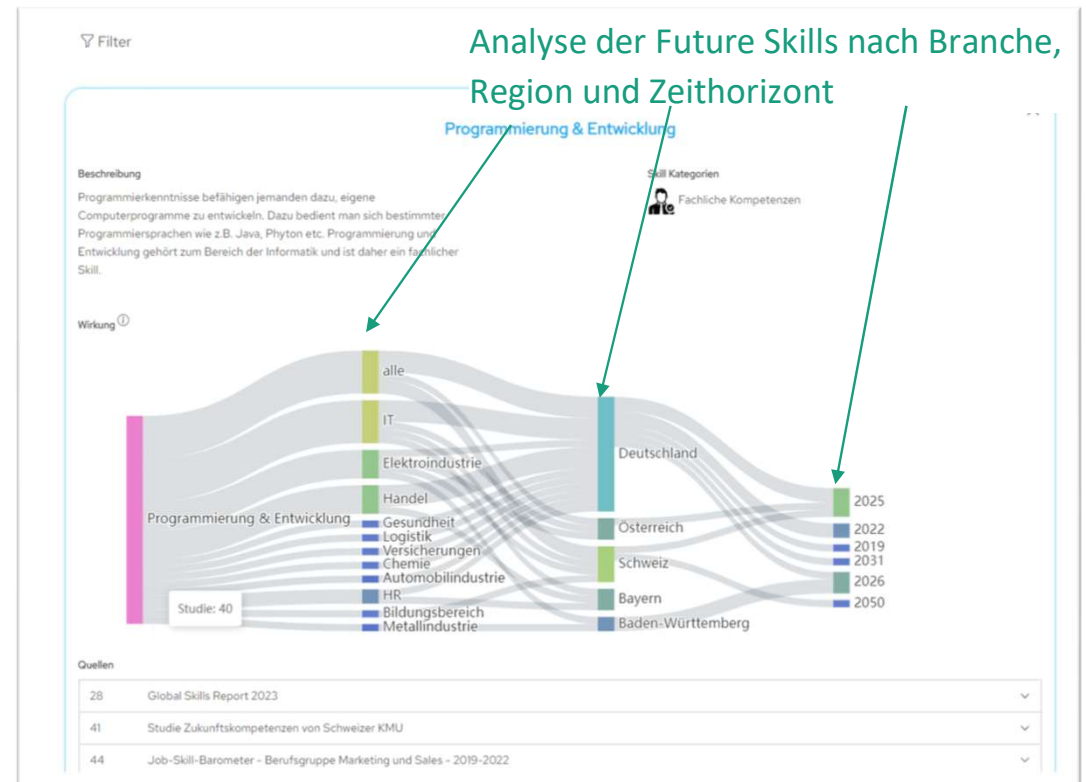 Filter
Analyse der Future Skills nach Branche,
Region und Zeithorizont
Programmierung & Entwicklung
Beschreibung
Programmierkenntnisse befähigen jemanden dazu, eigene
Computerprogramme zu entwickeln. Dazu bedient man sich bestimmter
Programmiersprachen wie z.B. Java, Phyton etc. Programmierung und
Entwicklung gehört zum Bereich der Informatik und ist daher ein fachlicher
Skill.
Skill Kategorien
Fachliche Kompetenzen
Wirkung
Programmierung & Entwicklung
Studie: 40
alle
IT
Elektroindustrie
Handel
Gesundheit
Logistik
Versicherungen
Chemie
Automobilindustrie
HR
Bildungsbereich
Metallindustrie
Deutschland
Österreich
Schweiz
Bayern
Baden-Württemberg
2025
2022
2019
2031
2026
2050
Quellen
28 Global Skills Report 2023
41 Studie Zukunftskompetenzen von Schweizer KMU
44 Job-Skill-Barometer - Berufsgruppe Marketing und Sales - 2019-2022